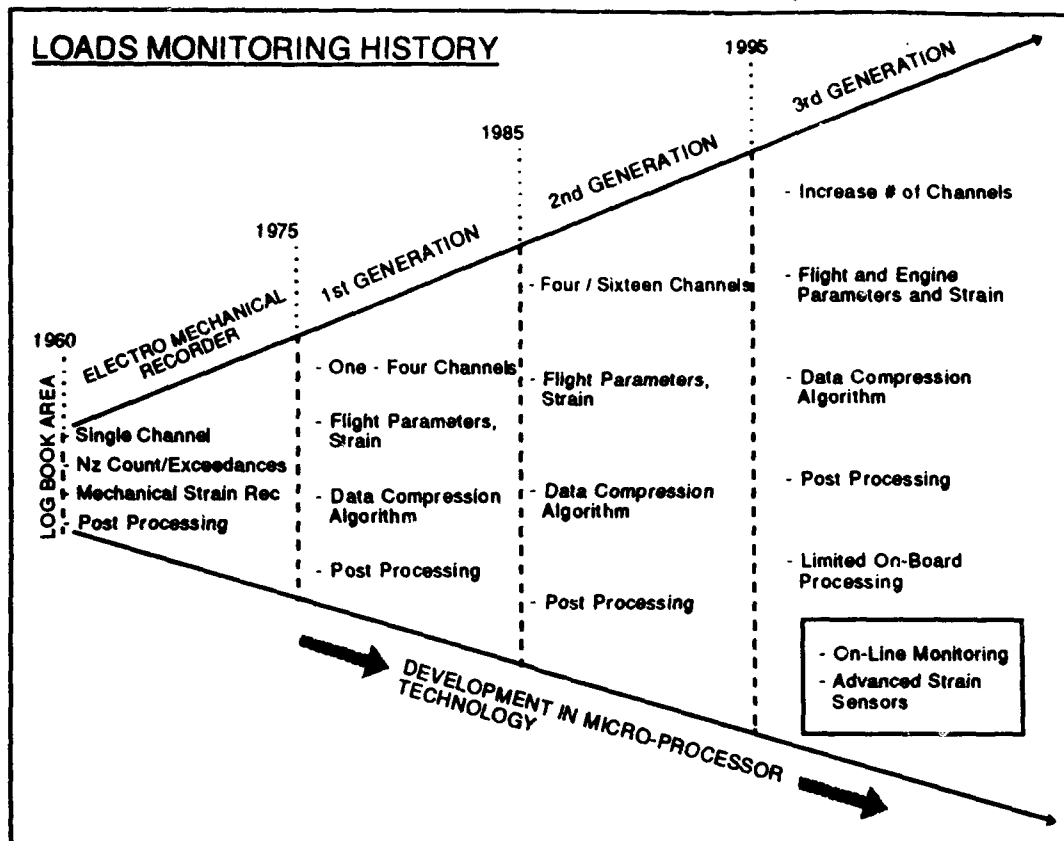 LOADS MONITORING HISTORY
1960
1975
1985
1995
LOG BOOK AREA
ELECTRO MECHANICAL
RECORDER
- Single Channel
- Nz Count/Exceedances
- Mechanical Strain Rec
- Post Processing
1st GENERATION
- One - Four Channels
- Flight Parameters,
Strain
- Data Compression
Algorithm
- Post Processing
2nd GENERATION
- Four / Sixteen Channels
- Flight Parameters,
Strain
- Data Compression
Algorithm
- Post Processing
3rd GENERATION
- Increase # of Channels
- Flight and Engine
Parameters and Strain
- Data Compression
Algorithm
- Post Processing
- Limited On-Board
Processing
- On-Line Monitoring
- Advanced Strain
Sensors
DEVELOPMENT IN MICRO-PROCESSOR
TECHNOLOGY